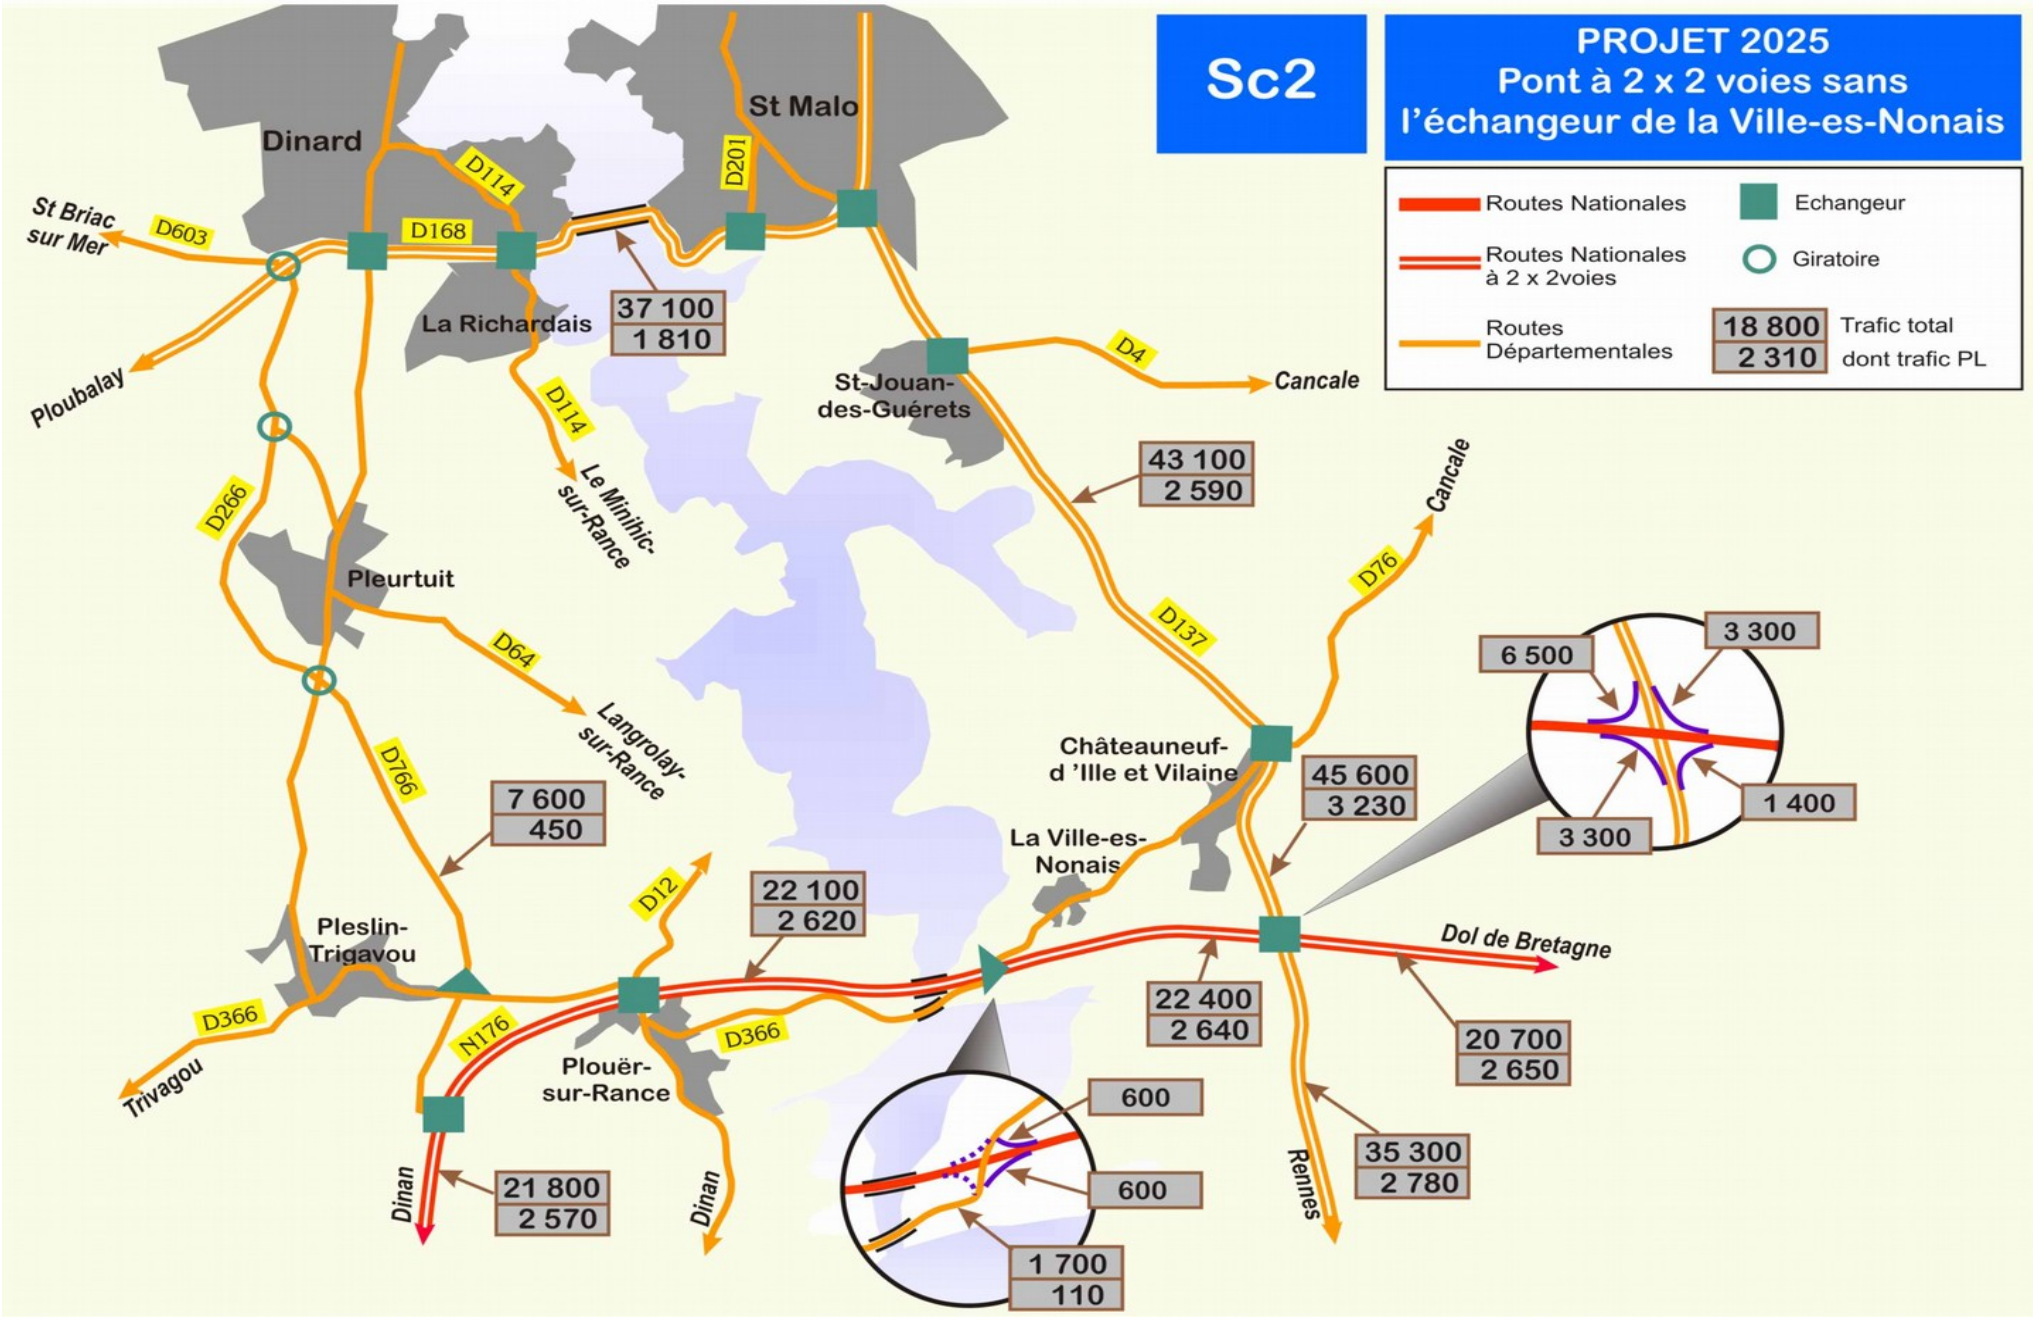 Sc2
PROJET 2025
Pont à 2 x 2 voies sans
l'échangeur de la Ville-es-Nonais
Routes Nationales
Echangeur
Routes Nationales
à 2 x 2voies
Giratoire
Routes
Départementales
18 800
2 310
Trafic total
dont trafic PL
St Malo
Dinard
D114
D201
St Briac
sur Mer
D603
D168
37 100
1 810
La Richardais
Ploubalay
D114
Le Minihic-
sur-Rance
St-Jouan-
des-Guérets
D4
Cancale
43 100
2 590
Cancale
D76
D137
D266
Pleurtuit
D64
Langrolay-
sur-Rance
D766
7 600
450
Châteauneuf-
d 'Ille et Vilaine
45 600
3 230
6 500
3 300
3 300
1 400
La Ville-es-
Nonais
D12
22 100
2 620
Pleslin-
Trigavou
Dol de Bretagne
D366
Trivagou
N176
D366
22 400
2 640
20 700
2 650
Plouër-
sur-Rance
600
600
1 700
110
35 300
2 780
Rennes
Dinan
21 800
2 570
Dinan